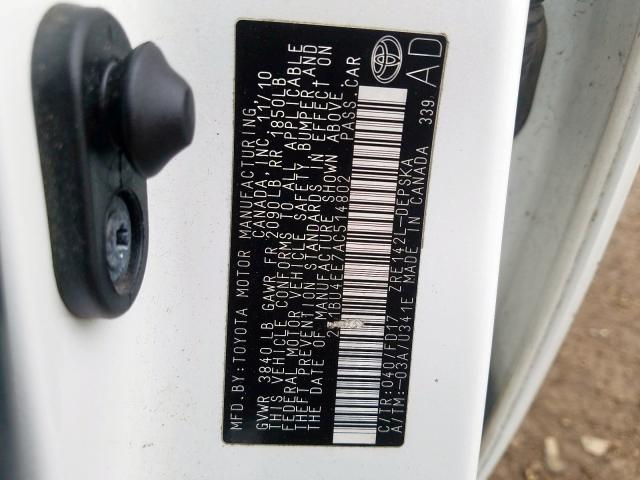 MFD.BY:TOYOTA MOTOR MANUFACTURING
CANADA,INC. 11/10
GVWR 3840LB GAWR FR 2090LB RR 1850LB
THIS VEHICLE CONFORMS TO ALL APPLICABLE
FEDERAL MOTOR VEHICLE SAFETY, BUMPER, AND
THEFT PREVENTION STANDARDS IN EFFECT ON
THE DATE OF MANUFACTURE SHOWN ABOVE.
2T1BU4EE7AC514802 PASS.CAR
C/TR:040/FD17 ZRE142L-DEPSKA
A/TM:-03A/U341E MADE IN CANADA 339 AD